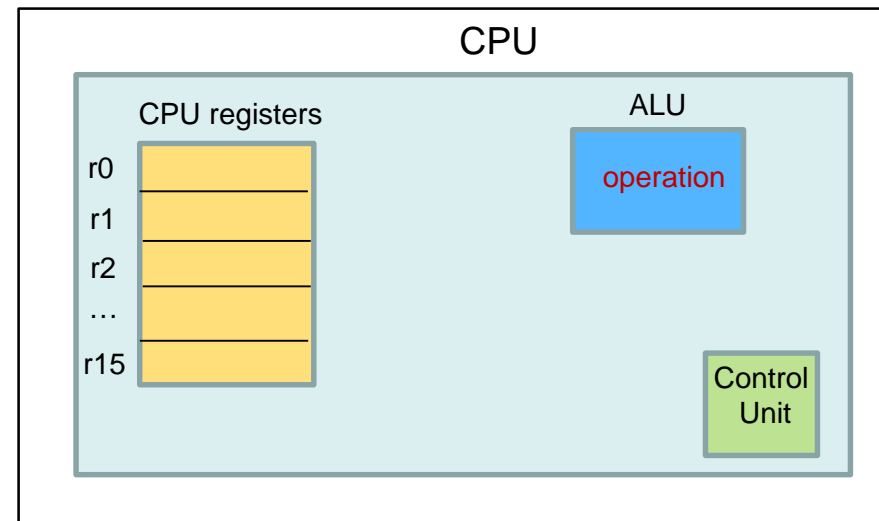 CPU
CPU registers
r0
r1
r2
…
r15
ALU
operation
Control
Unit